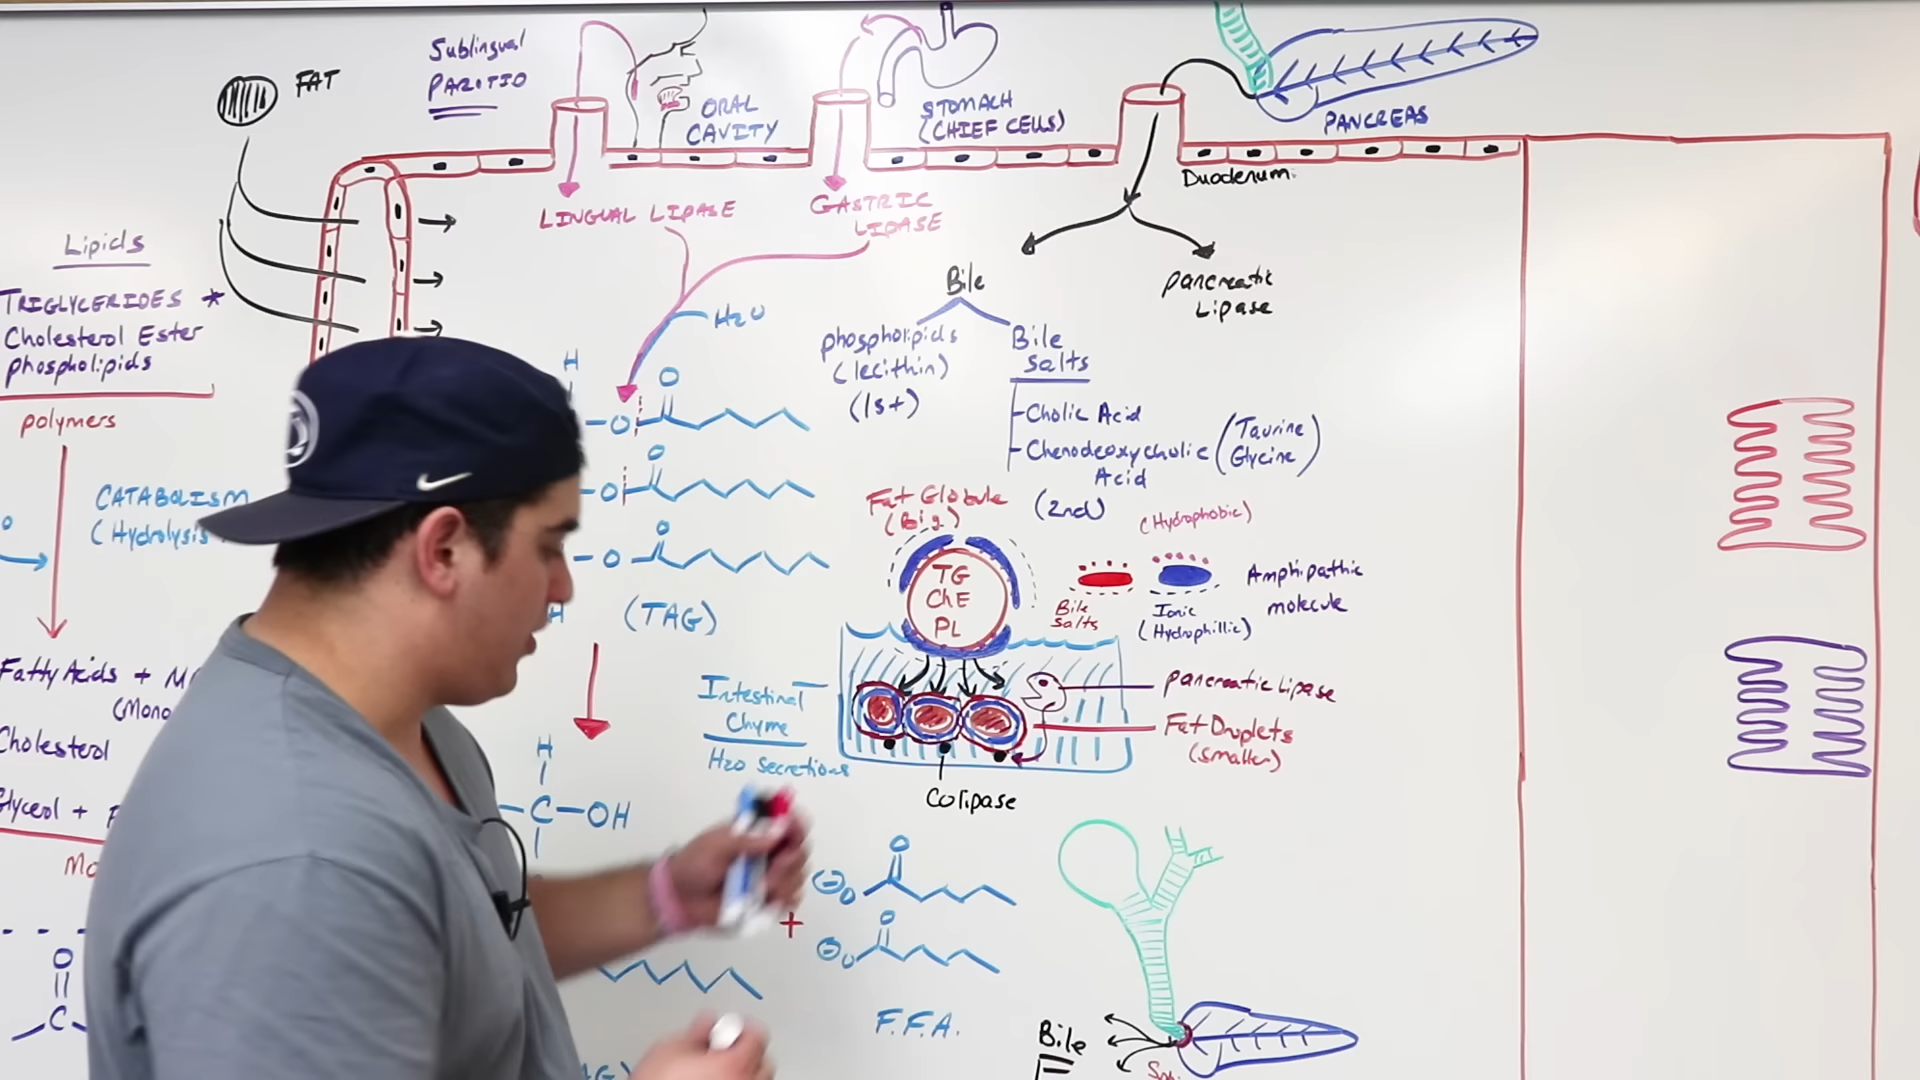 FAT
Sublingual
PAROTID
ORAL
CAVITY
STOMACH
(CHIEF CELLS)
PANCREAS
Duodenum
LINGUAL LIPASE
GASTRIC
LIPASE
Bile
pancreatic
Lipase
Lipids
TRIGLYCERIDES *
Cholesterol Ester
phospholipids
polymers
CATABOLISM
(Hydrolysis
Fatty Acids +
(Mono
Cholesterol
Glycerol +
H2O
H
O
O
O
O
O
O
H
(TAG)
H
C-OH
phospholipids
(lecithin)
(1st)
Bile
Salts
-Cholic Acid
-Chenodeoxycholic
Acid
(Taurine
Glycine)
(2nd)
Fat Globule
(Big)
TG
ChE
PL
(Hydrophobic)
Bile
Salts
Ionic
(Hydrophillic)
Amphipathic
molecule
Intestinal
Chyme
H2O Secretions
pancreatic Lipase
Fat Droplets
(smaller)
Colipase
O
O
+
O
O
F.F.A.
O
C
Bile